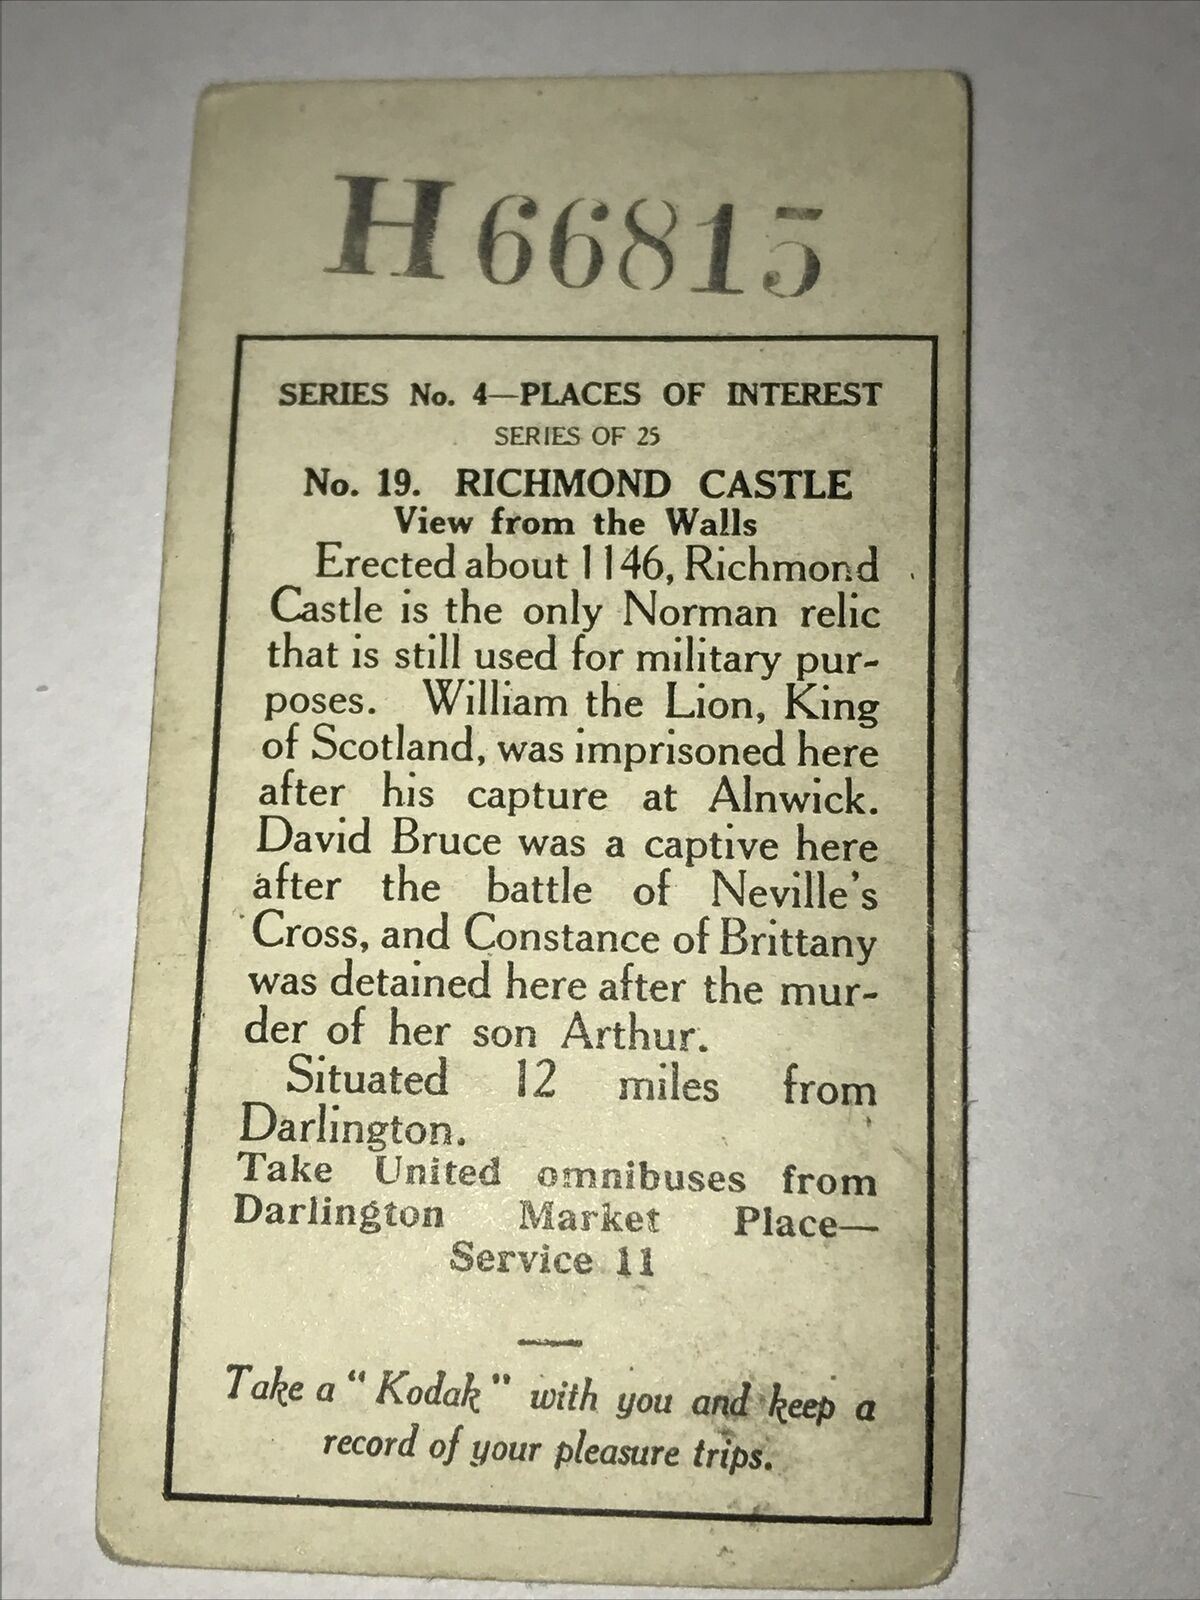 H 66815
SERIES No. 4—PLACES OF INTEREST
SERIES OF 25
No. 19. RICHMOND CASTLE
View from the Walls
Erected about 1146, Richmond
Castle is the only Norman relic
that is still used for military pur-
poses. William the Lion, King
of Scotland, was imprisoned here
after his capture at Alnwick.
David Bruce was a captive here
after the battle of Neville's
Cross, and Constance of Brittany
was detained here after the mur-
der of her son Arthur.
Situated 12 miles from
Darlington.
Take United omnibuses from
Darlington Market Place—
Service 11
Take a "Kodak" with you and keep a
record of your pleasure trips.